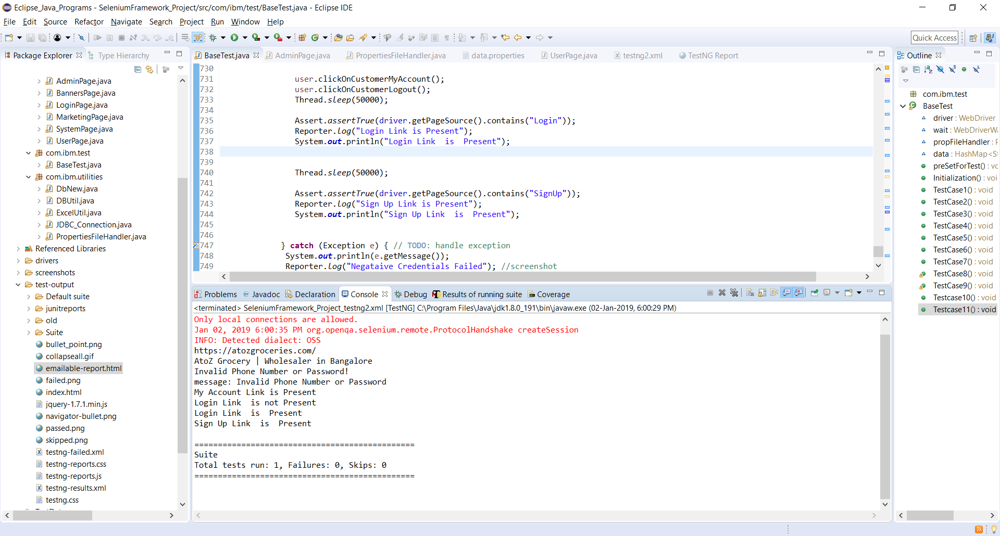 Eclipse_Java_Programs - SeleniumFramework_Project/src/com/ibm/test/BaseTest.java - Eclipse IDE
File Edit Source Refactor Navigate Search Project Run Window Help
Quick Access
Package Explorer
Type Hierarchy
AdminPage.java
BannersPage.java
LoginPage.java
MarketingPage.java
SystemPage.java
UserPage.java
com.ibm.test
BaseTest.java
com.ibm.utilities
DbNew.java
DBUtil.java
ExcelUtil.java
JDBC_Connection.java
PropertiesFileHandler.java
Referenced Libraries
drivers
screenshots
test-output
Default suite
junitreports
old
Suite
bullet_point.png
collapseall.gif
emailable-report.html
failed.png
index.html
jquery-1.7.1.min.js
navigator-bullet.png
passed.png
skipped.png
testng-failed.xml
testng-reports.css
testng-reports.js
testng-results.xml
testng.css
BaseTest.java AdminPage.java PropertiesFileHandler.java data.properties UserPage.java testng2.xml TestNG Report
730
731 user.clickOnCustomerMyAccount();
732 user.clickOnCustomerLogout();
733 Thread.sleep(50000);
734
735 Assert.assertTrue(driver.getPageSource().contains("Login"));
736 Reporter.log("Login Link is Present");
737 System.out.println("Login Link  is  Present");
738
739
740 Thread.sleep(50000);
741
742 Assert.assertTrue(driver.getPageSource().contains("SignUp"));
743 Reporter.log("Sign Up Link is Present");
744 System.out.println("Sign Up Link  is  Present");
745
746
747 } catch (Exception e) { // TODO: handle exception
748 System.out.println(e.getMessage());
749 Reporter.log("Negataive Credentials Failed"); //screenshot
Problems @ Javadoc Declaration Console Debug Results of running suite Coverage
<terminated> SeleniumFramework_Project_testng2.xml [TestNG] C:\Program Files\Java\jdk1.8.0_191\bin\javaw.exe (02-Jan-2019, 6:00:29 PM)
Only local connections are allowed.
Jan 02, 2019 6:00:35 PM org.openqa.selenium.remote.ProtocolHandshake createSession
INFO: Detected dialect: OSS
https://atozgroceries.com/
AtoZ Grocery | Wholesaler in Bangalore
Invalid Phone Number or Password!
message: Invalid Phone Number or Password
My Account Link is Present
Login Link  is not Present
Login Link  is  Present
Sign Up Link  is  Present
===============================================
Suite
Total tests run: 1, Failures: 0, Skips: 0
===============================================
Outline
com.ibm.test
BaseTest
driver : WebDriver
wait : WebDriverWa
propFileHandler : P
data : HashMap<St
preSetForTest() : vo
Initialization() : voi
TestCase1() : void
TestCase2() : void
TestCase3() : void
TestCase4() : void
TestCase5() : void
TestCase6() : void
TestCase7() : void
TestCase8() : void
TestCase9() : void
Testcase10() : void
Testcase11() : void